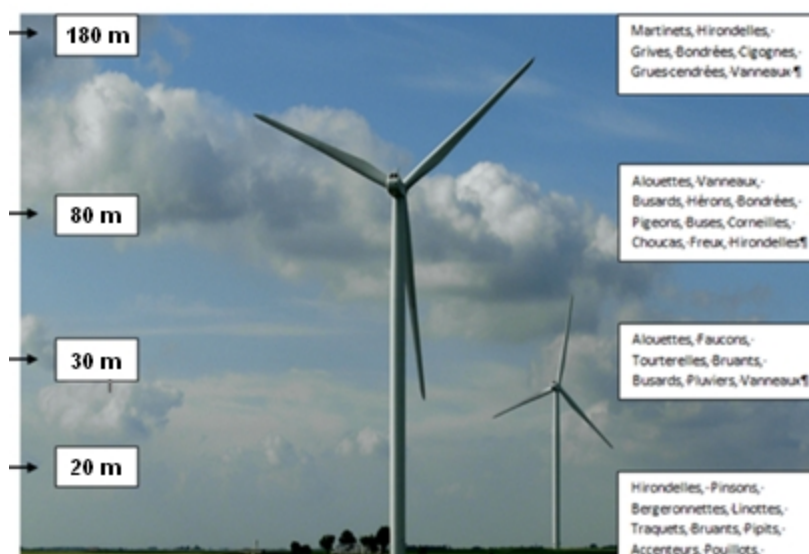 180 m
Martinets, Hirondelles,
Grives, Bondrées, Cigognes,
Grues cendrées, Vanneaux¶
80 m
Alouettes, Vanneaux,
Busards, Hérons, Bondrées,
Pigeons, Buses, Corneilles,
Choucas, Freux, Hirondelles¶
30 m
Alouettes, Faucons,
Tourterelles, Bruants,
Busards, Pluviers, Vanneaux¶
20 m
Hirondelles, Pinsons,
Bergeronnettes, Linottes,
Traquets, Bruants, Pipits,
Accenteurs, Pouillots,